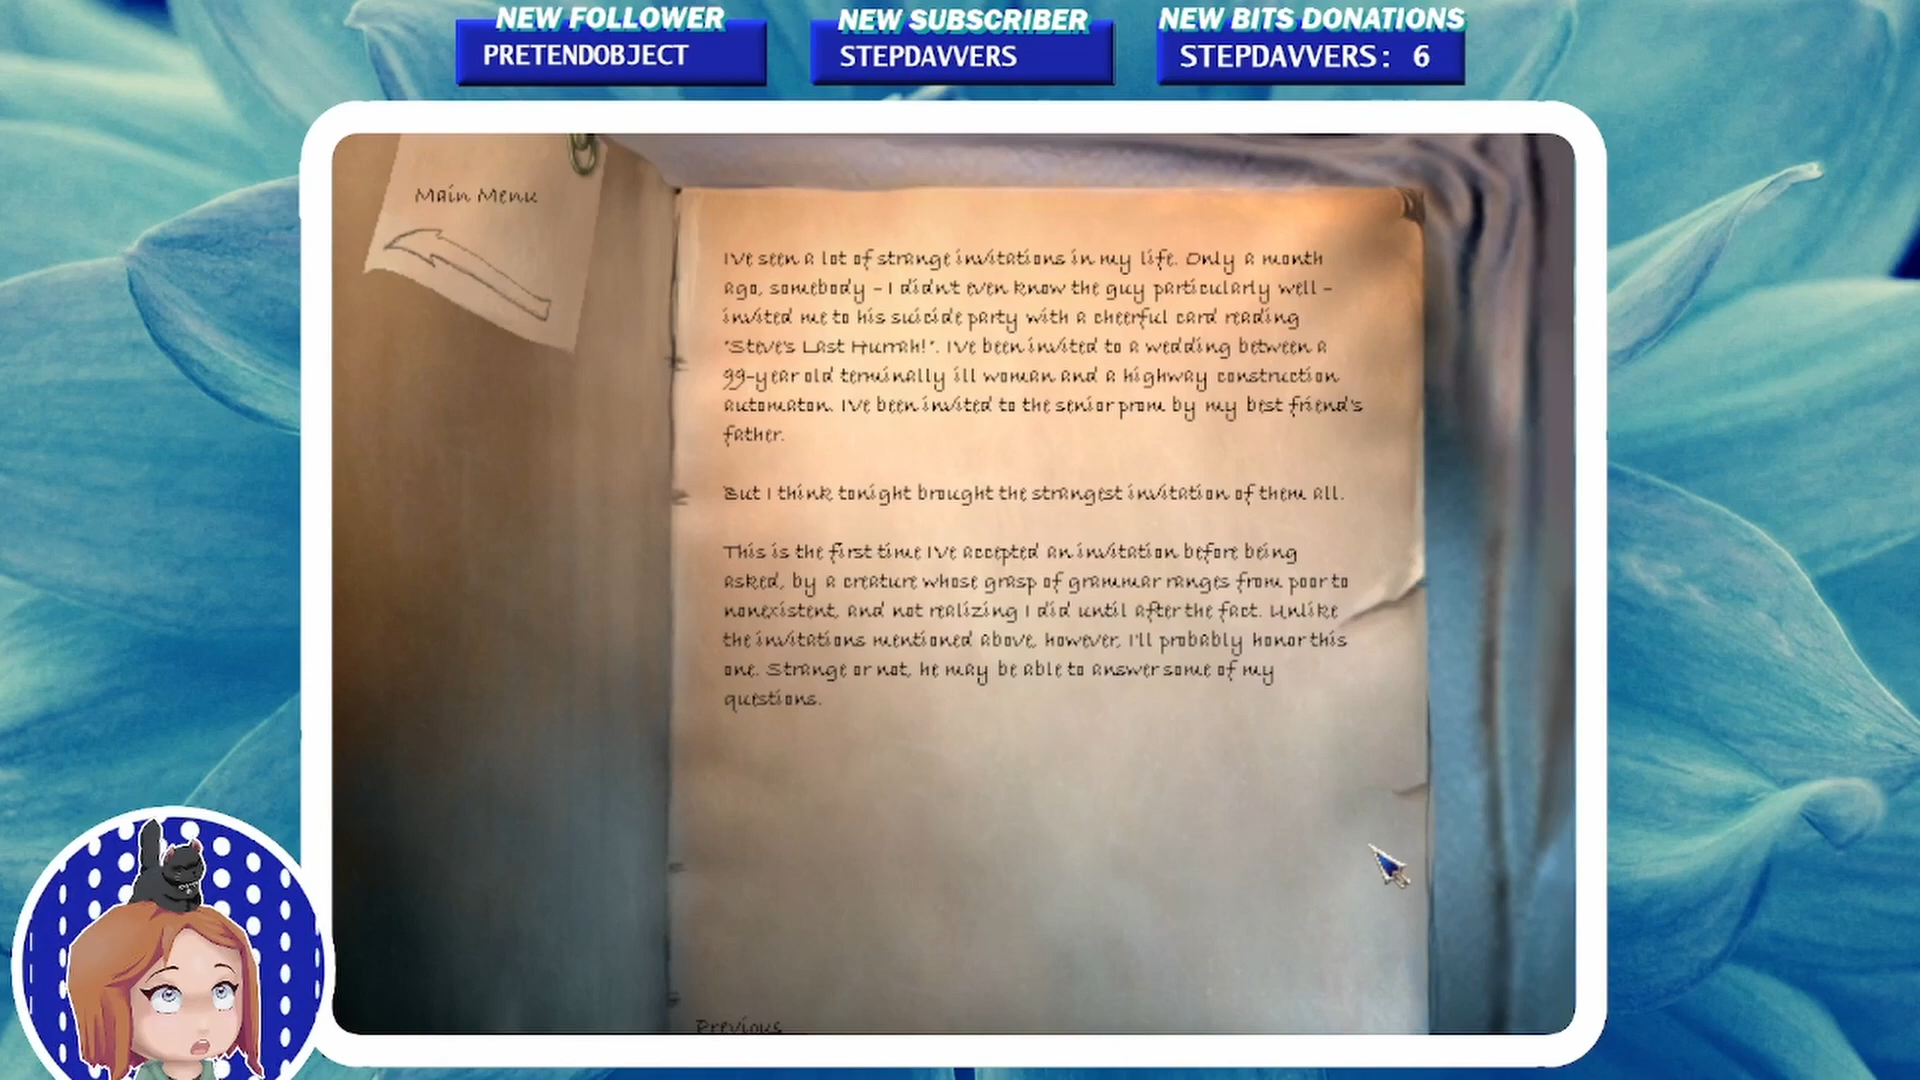 NEW FOLLOWER
PRETENDOBJECT
NEW SUBSCRIBER
STEPDAVVERS
NEW BITS DONATIONS
STEPDAVVERS: 6
Main Menu
I've seen a lot of strange invitations in my life. Only a month
ago, somebody - I didn't even know the guy particularly well -
invited me to his suicide party with a cheerful card reading
"Steve's Last Hurrah!". I've been invited to a wedding between a
99-year old terminally ill woman and a highway construction
automaton. I've been invited to the senior prom by my best friend's
father.
But I think tonight brought the strangest invitation of them all.
This is the first time I've accepted an invitation before being
asked, by a creature whose grasp of grammar ranges from poor to
nonexistent, and not realizing I did until after the fact. Unlike
the invitations mentioned above, however, I'll probably honor this
one. Strange or not, he may be able to answer some of my
questions.
Previous